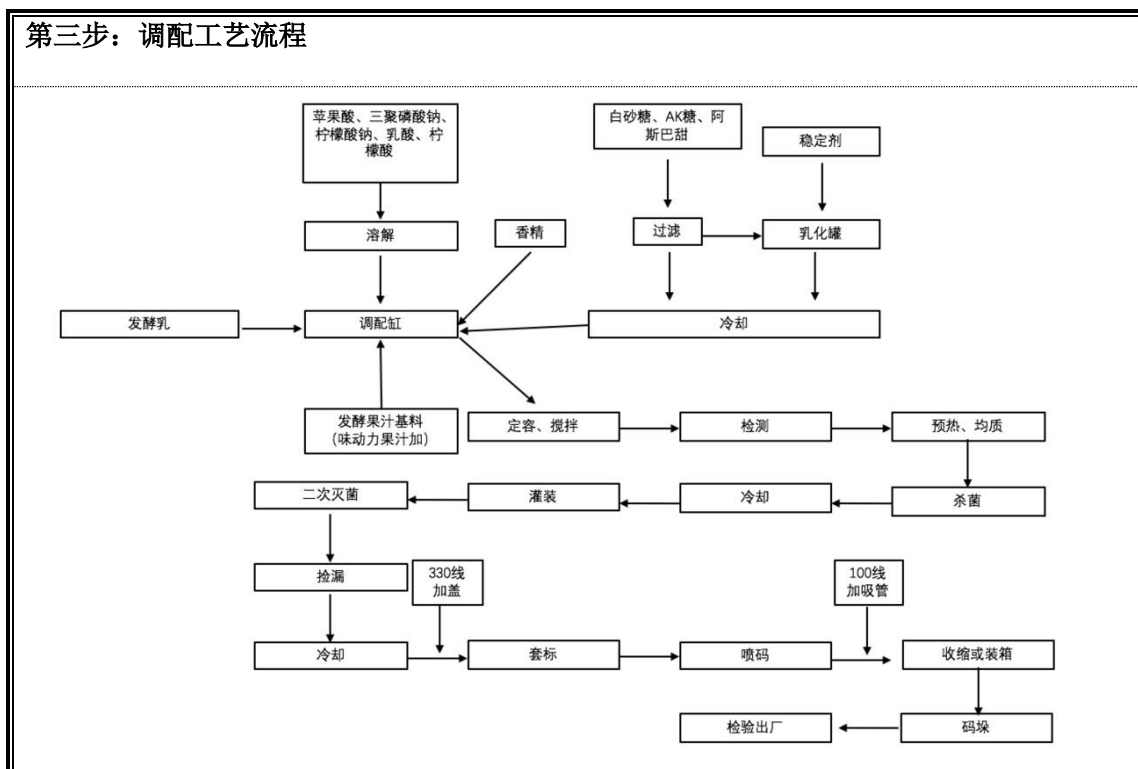 第三步：调配工艺流程
苹果酸、三聚磷酸钠、
柠檬酸钠、乳酸、柠
檬酸
白砂糖、AK糖、阿
斯巴甜
稳定剂
溶解
香精
过滤
乳化罐
发酵乳
调配缸
冷却
发酵果汁基料
（味动力果汁加）
定容、搅拌
检测
预热、均质
二次灭菌
灌装
冷却
杀菌
捡漏
330线
加盖
100线
加吸管
冷却
套标
喷码
收缩或装箱
检验出厂
码垛